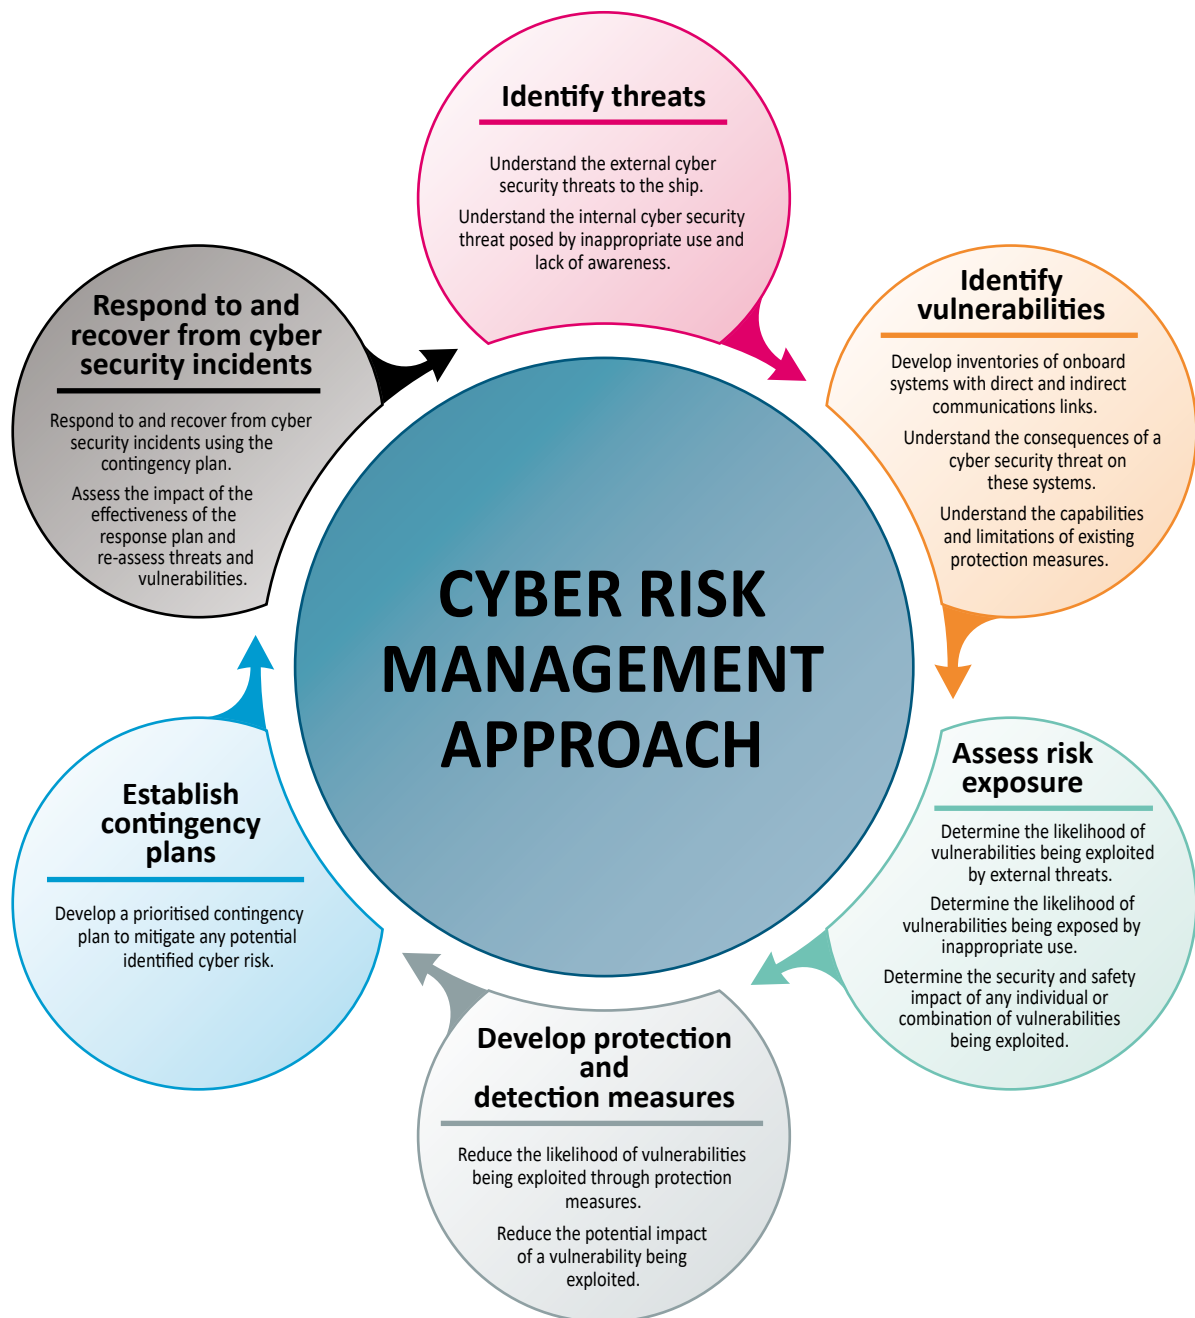 Identify threats
Understand the external cyber
security threats to the ship.
Understand the internal cyber security
threat posed by inappropriate use and
lack of awareness.
Identify
vulnerabilities
Develop inventories of onboard
systems with direct and indirect
communications links.
Understand the consequences of a
cyber security threat on
these systems.
Understand the capabilities
and limitations of existing
protection measures.
Assess risk
exposure
Determine the likelihood of
vulnerabilities being exploited
by external threats.
Determine the likelihood of
vulnerabilities being exposed by
inappropriate use.
Determine the security and safety
impact of any individual or
combination of vulnerabilities
being exploited.
Develop protection
and
detection measures
Reduce the likelihood of vulnerabilities
being exploited through protection
measures.
Reduce the potential impact
of a vulnerability being
exploited.
Establish
contingency
plans
Develop a prioritised contingency
plan to mitigate any potential
identified cyber risk.
Respond to and
recover from cyber
security incidents
Respond to and recover from cyber
security incidents using the
contingency plan.
Assess the impact of the
effectiveness of the
response plan and
re-assess threats and
vulnerabilities.
CYBER RISK
MANAGEMENT
APPROACH